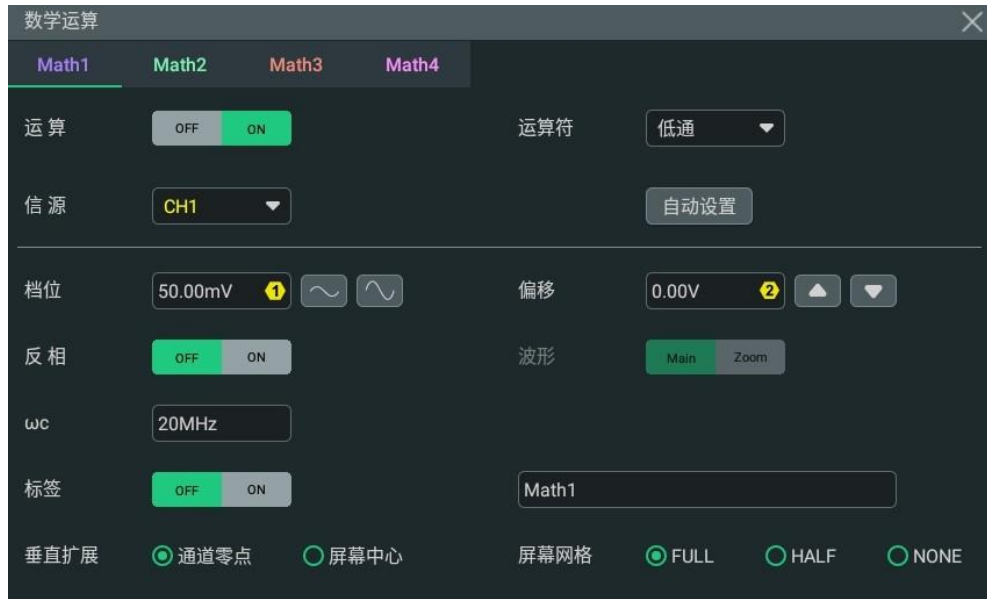 数学运算
Math1 Math2 Math3 Math4
运算 OFF ON 运算符 低通
信源 CH1 自动设置
档位 50.00mV 1 偏移 0.00V 2
反相 OFF ON 波形 Main Zoom
ωc 20MHz
标签 OFF ON Math1
垂直扩展 通道零点 屏幕中心 屏幕网格 FULL HALF NONE